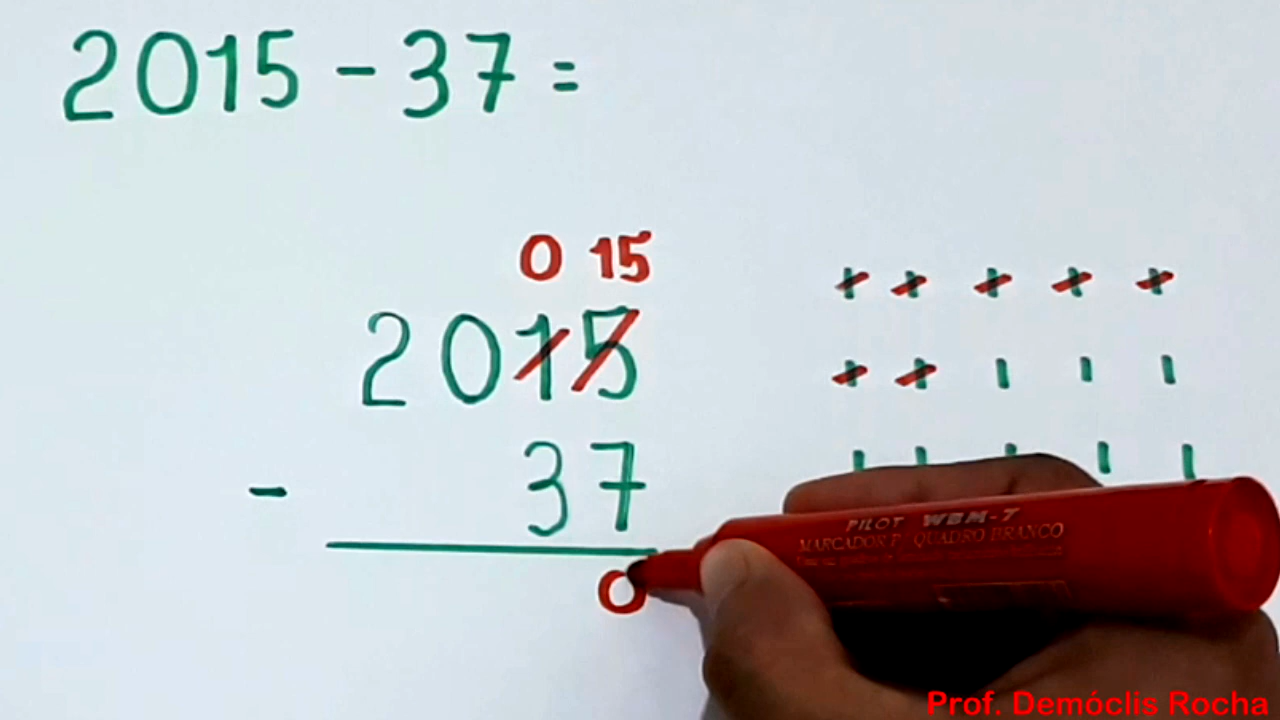 2015 - 37 =
0 15
2015
- 37
0
PILOT WBM-7
MARCADOR P. QUADRO BRANCO
Prof. Demóclis Rocha